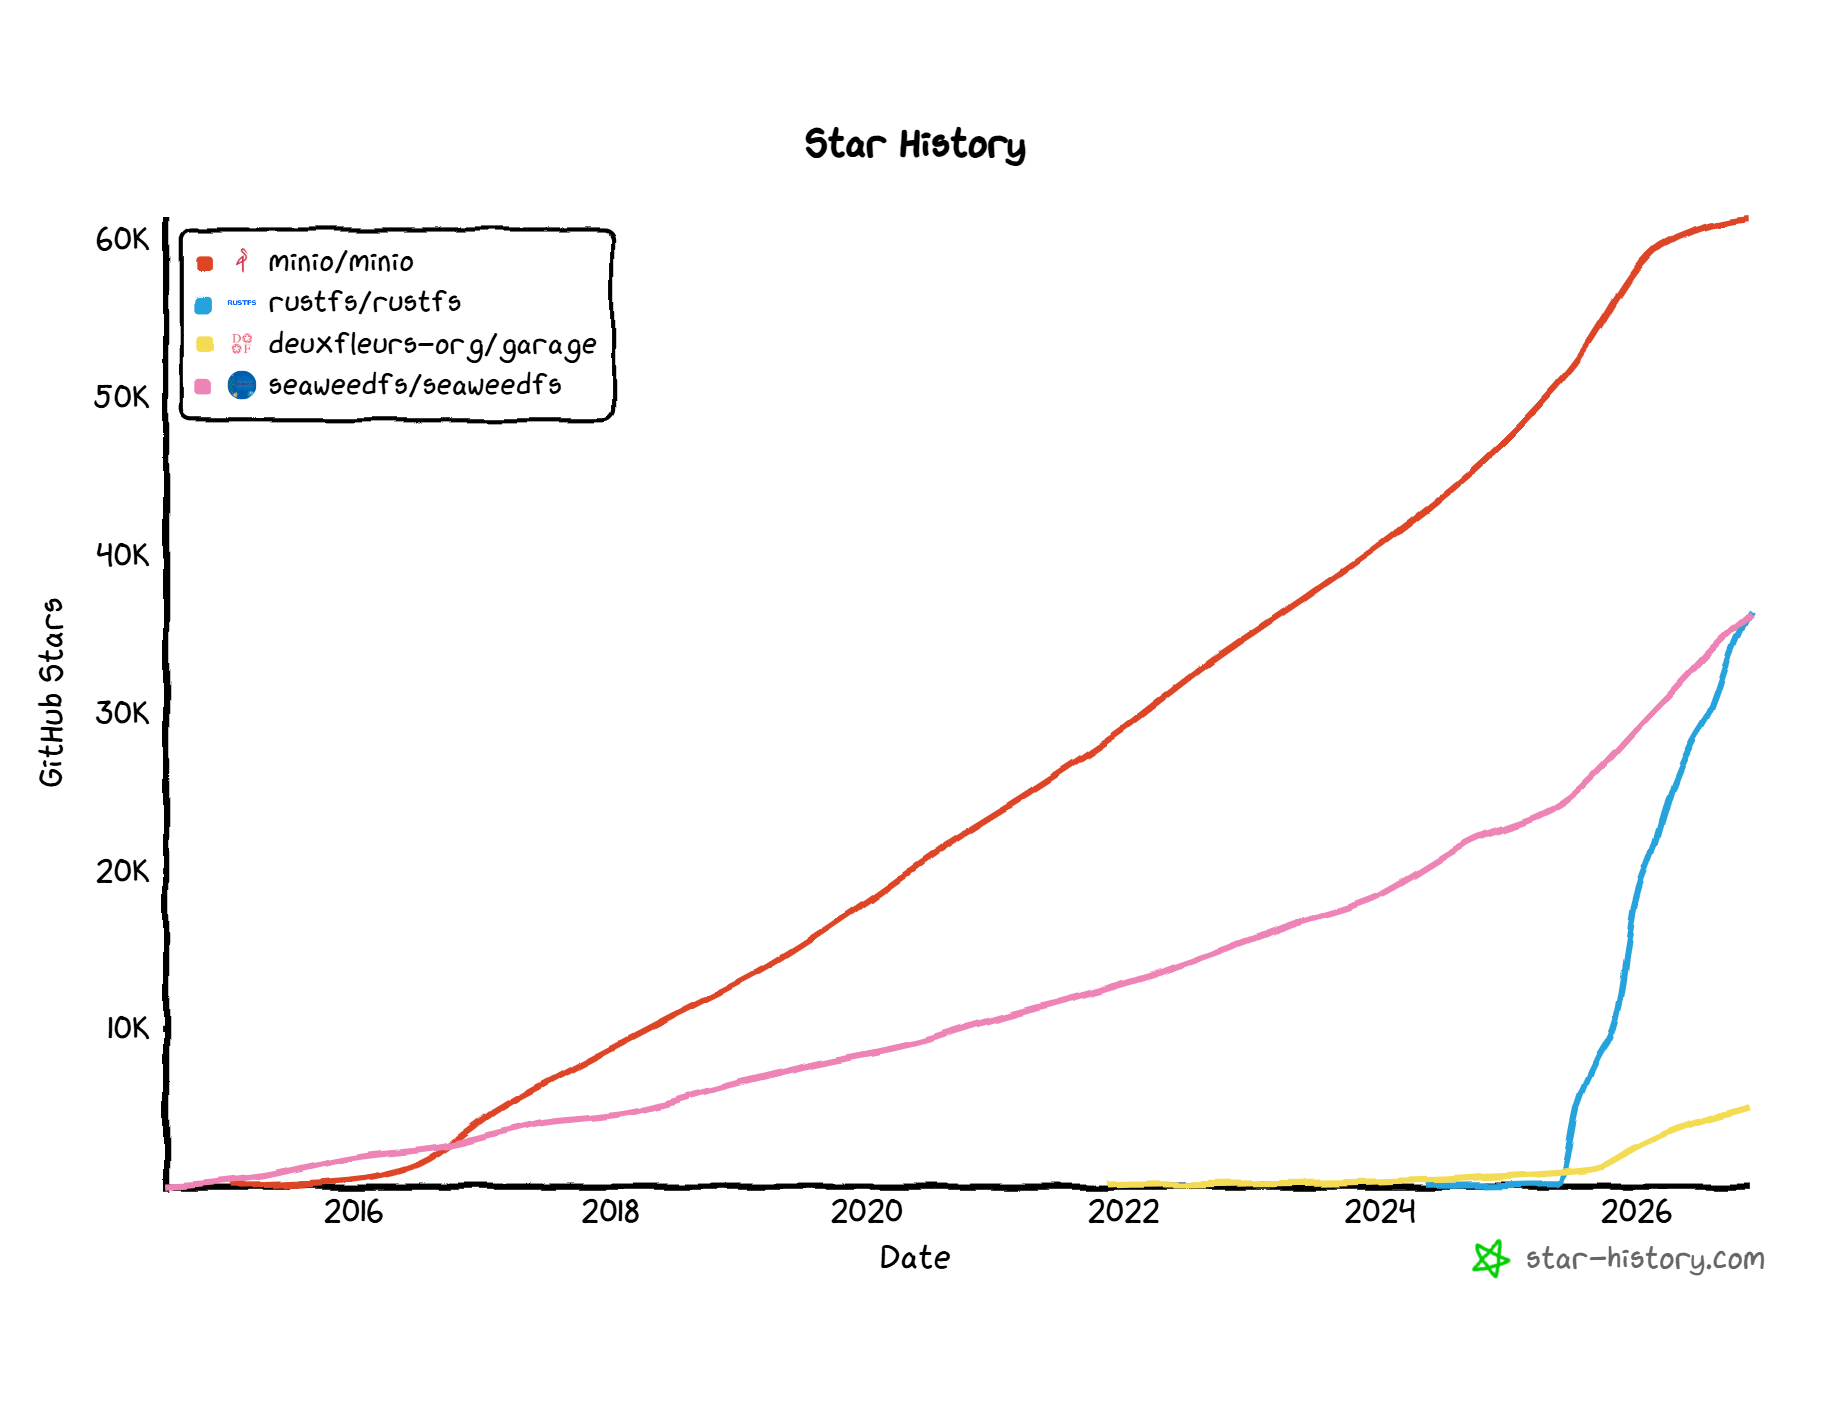 Star History
60K
50K
40K
30K
20K
10K
GitHub Stars
minio/minio
RUSTFS rustfs/rustfs
D F deuxfleurs-org/garage
seaweedfs/seaweedfs
2016 2018 2020 2022 2024 2026
Date
star-history.com